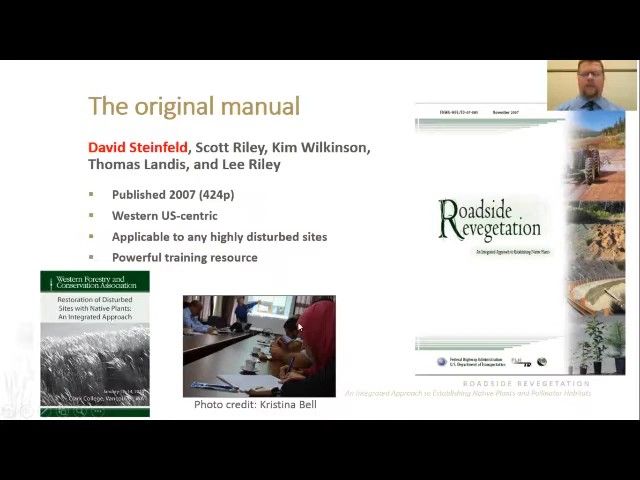 The original manual
David Steinfeld, Scott Riley, Kim Wilkinson,
Thomas Landis, and Lee Riley
Published 2007 (424p)
Western US-centric
Applicable to any highly disturbed sites
Powerful training resource
Western Forestry and
Conservation Association
Restoration of Disturbed
Sites with Native Plants:
An Integrated Approach
Clark College, Vancouver,
Photo credit: Kristina Bell
November 2007
Roadside
Revegetation
An Integrated Approach to Establishing Native Plants
Federal Highway Administration
U.S. Department of Transportation
ROADSIDE REVEGETATION
An Integrated Approach to Establishing Native Plants and Pollinator Habitats